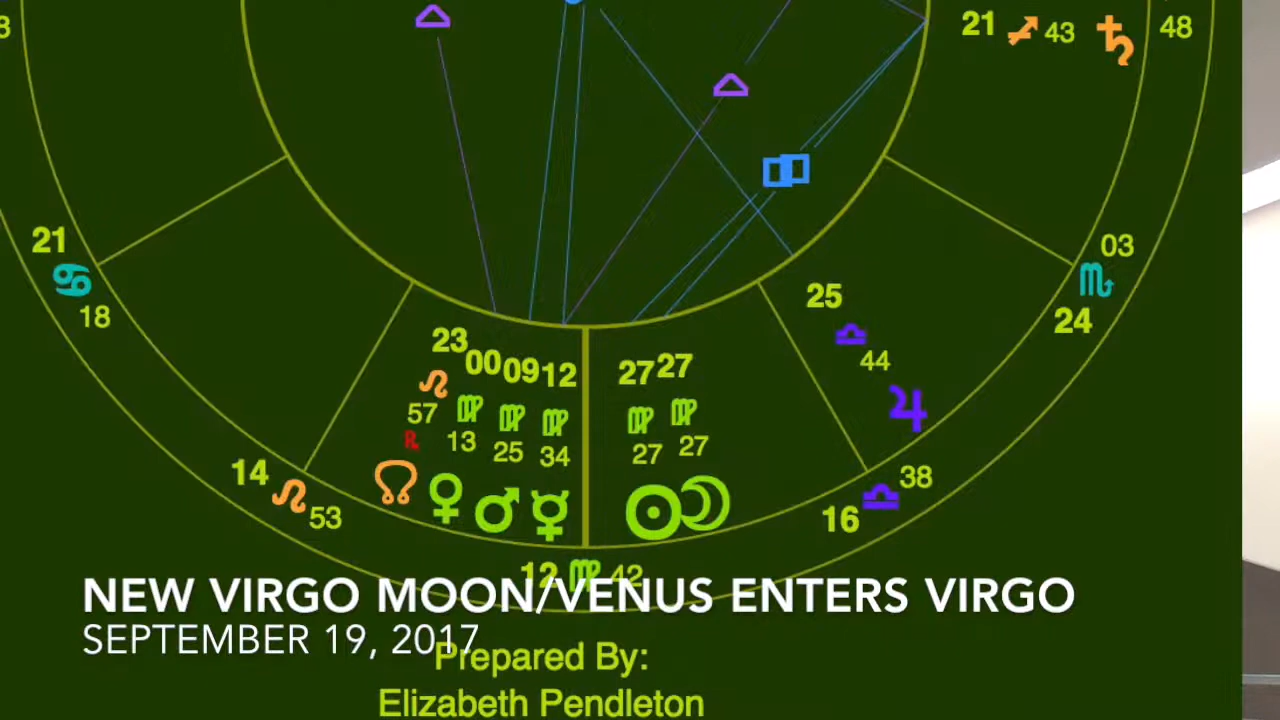 21 ♐ 43 ♄ 48
21
♋
18
03
♏
24
25
♎
44
♃
23 00 09 12 27 27
♌ ♍ ♍ ♍ ♍ ♍
57 13 25 34 27 27
℞
☊ ♀ ♂ ☿ ☉ ☽
14 ♌ 53
16 ♎ 38
12 ♍ 42
NEW VIRGO MOON/VENUS ENTERS VIRGO
SEPTEMBER 19, 2017
Prepared By:
Elizabeth Pendleton